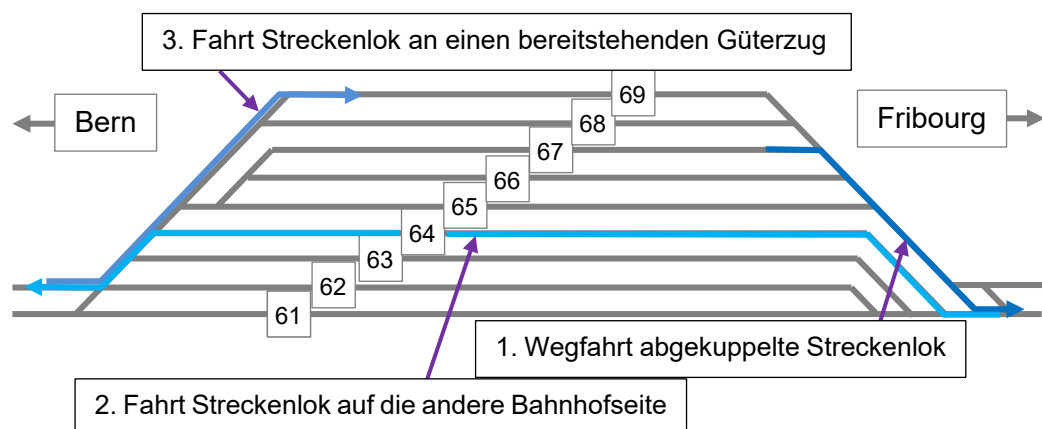 3. Fahrt Streckenlok an einen bereitstehenden Güterzug
Bern
69
Fribourg
68
67
66
65
64
63
62
61
1. Wegfahrt abgekuppelte Streckenlok
2. Fahrt Streckenlok auf die andere Bahnhofseite